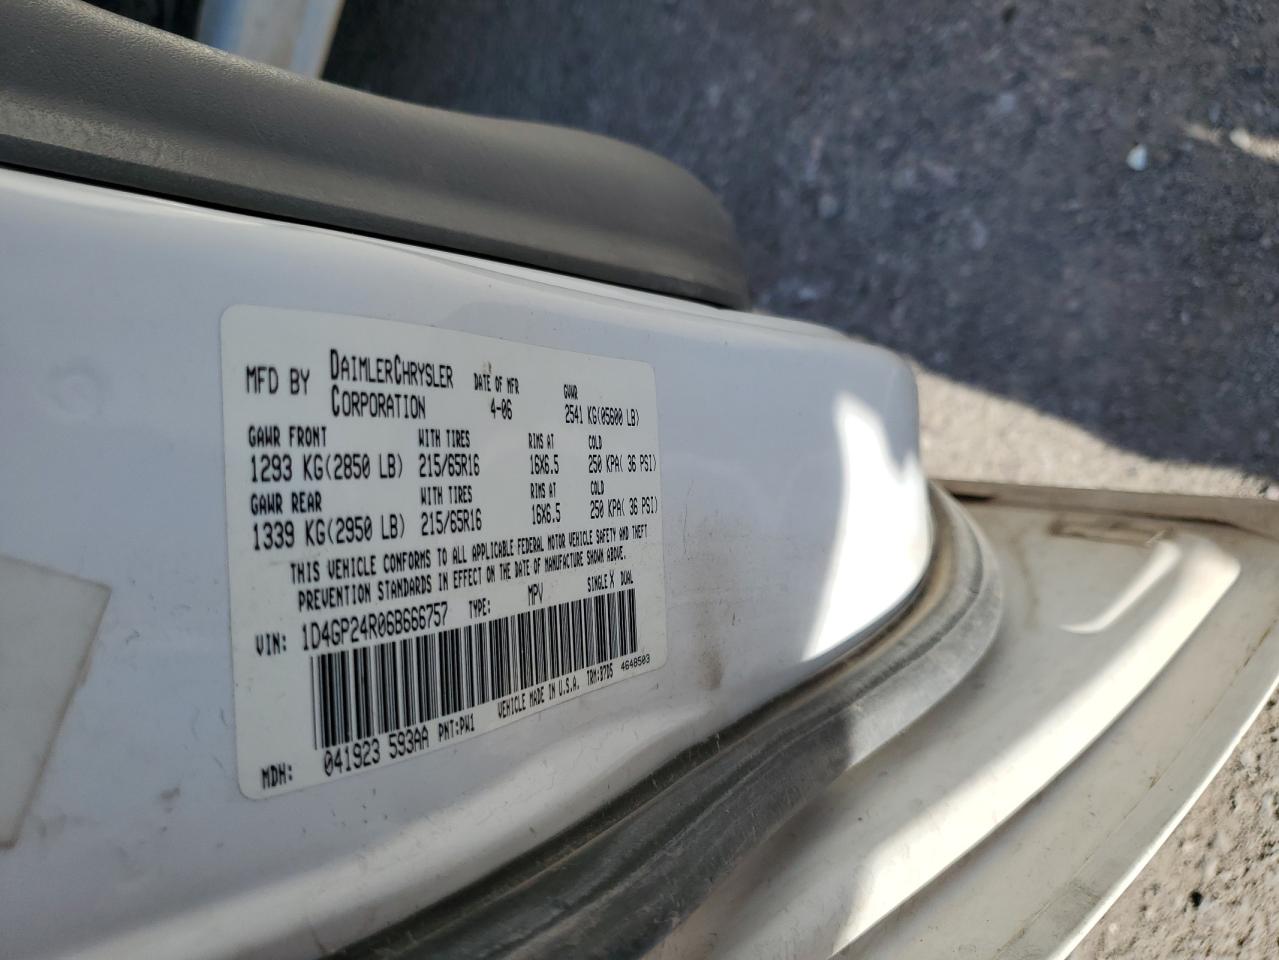 MFD BY DAIMLERCHRYSLER CORPORATION DATE OF MFR 4-06 GVWR 2541 KG(05600 LB)
GAWR FRONT WITH TIRES RIMS AT COLD
1293 KG(2850 LB) 215/65R16 16X6.5 250 KPA( 36 PSI)
GAWR REAR WITH TIRES RIMS AT COLD
1339 KG(2950 LB) 215/65R16 16X6.5 250 KPA( 36 PSI)
THIS VEHICLE CONFORMS TO ALL APPLICABLE FEDERAL MOTOR VEHICLE SAFETY AND THEFT
PREVENTION STANDARDS IN EFFECT ON THE DATE OF MANUFACTURE SHOWN ABOVE.
VIN: 1D4GP24R06B666757 TYPE: MPV SINGLE X DUAL
MDH: 041923 593AA PNT:PW1 VEHICLE MADE IN U.S.A. TRM:B7D5 4648503